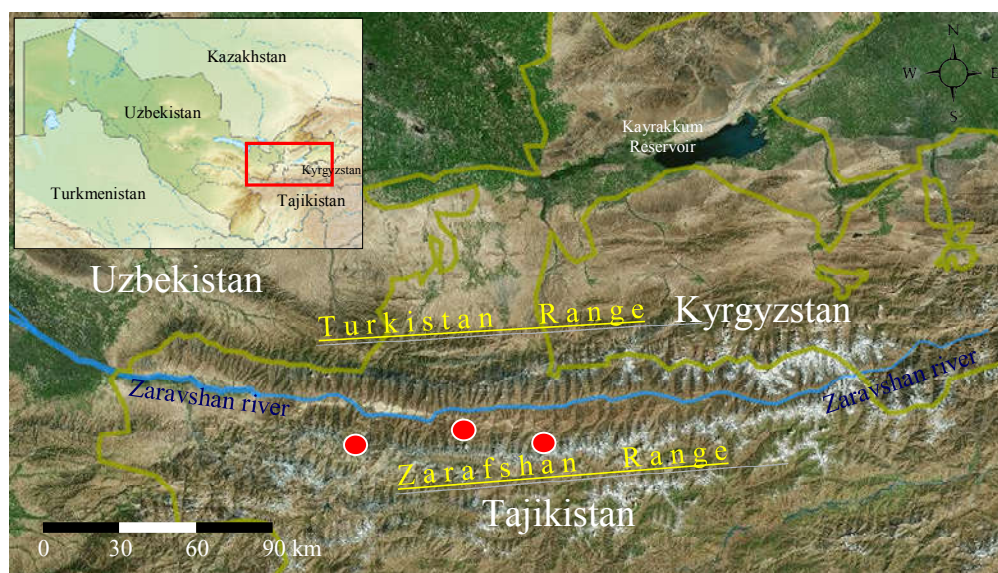 Kazakhstan
Uzbekistan
Kyrgyzstan
Turkmenistan
Tajikistan
N
W E
S
Kayrakkum
Reservoir
Uzbekistan
Turkistan Range
Kyrgyzstan
Zaravshan river
Zaravshan river
Zarafshan Range
Tajikistan
0 30 60 90 km